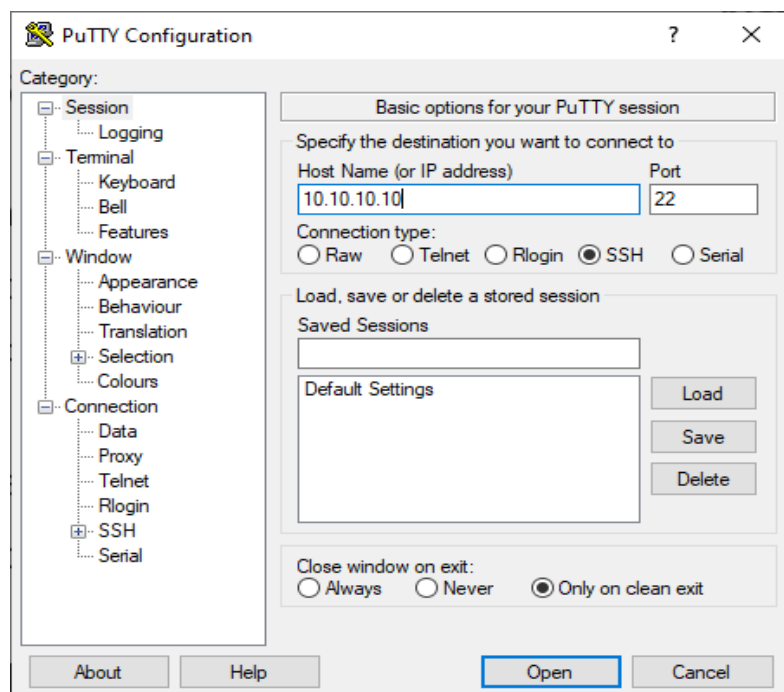 PuTTY Configuration
?
Category:
Session
Logging
Terminal
Keyboard
Bell
Features
Window
Appearance
Behaviour
Translation
Selection
Colours
Connection
Data
Proxy
Telnet
Rlogin
SSH
Serial
Basic options for your PuTTY session
Specify the destination you want to connect to
Host Name (or IP address) Port
10.10.10.10 22
Connection type:
Raw Telnet Rlogin SSH Serial
Load, save or delete a stored session
Saved Sessions
Default Settings
Load
Save
Delete
Close window on exit:
Always Never Only on clean exit
About Help Open Cancel